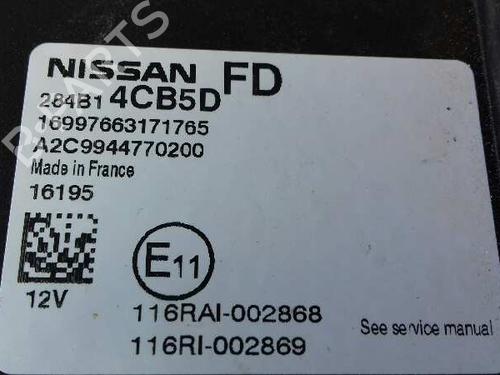 NISSAN FD
284B1 4CB5D
16997663171765
A2C9944770200
Made in France
16195
E11
12V
116RAI-002868
See service manual
116RI-002869